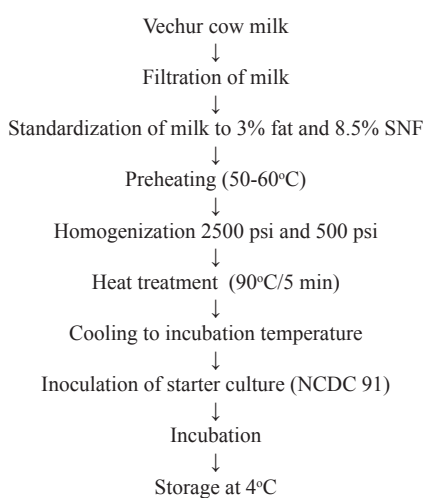 Vechur cow milk
↓
Filtration of milk
↓
Standardization of milk to 3% fat and 8.5% SNF
↓
Preheating (50-60°C)
↓
Homogenization 2500 psi and 500 psi
↓
Heat treatment (90°C/5 min)
↓
Cooling to incubation temperature
↓
Inoculation of starter culture (NCDC 91)
↓
Incubation
↓
Storage at 4°C